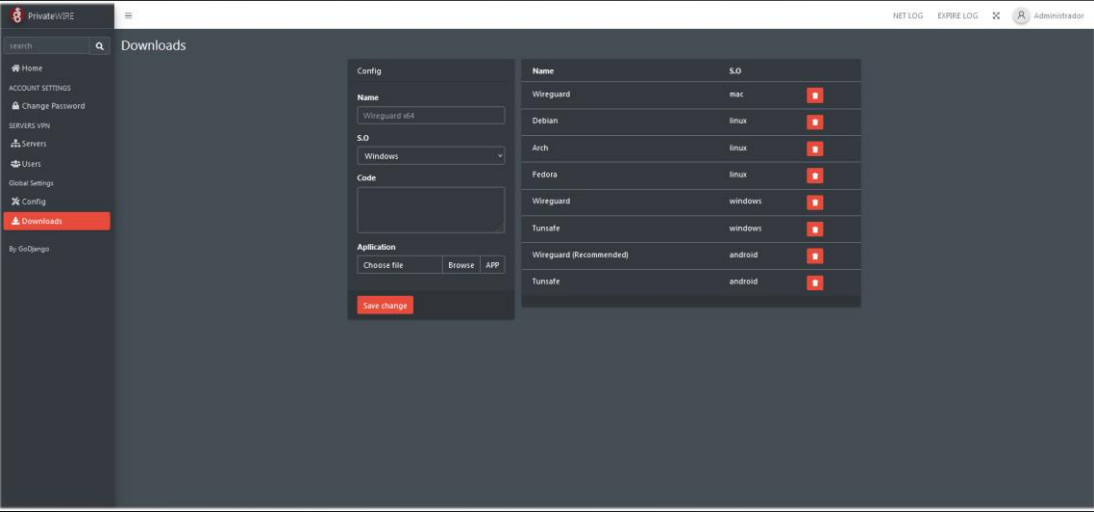 PrivateWIRE
NET LOG EXPIRE LOG Administrador
search
Home
ACCOUNT SETTINGS
Change Password
SERVERS VPN
Servers
Users
Global Settings
Config
Downloads
By GoDjango
Downloads
Config
Name
Wireguard x64
S.O
Windows
Code
Apllication
Choose file Browse APP
Save change
Name S.O
Wireguard mac
Debian linux
Arch linux
Fedora linux
Wireguard windows
Tunsafe windows
Wireguard (Recommended) android
Tunsafe android